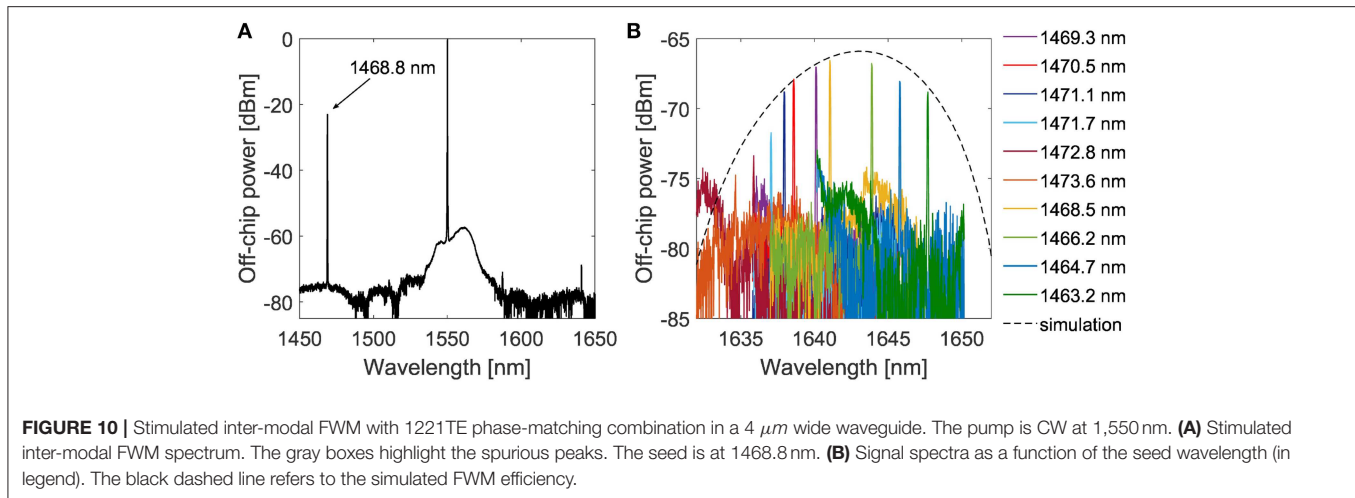 A
0
-20
-40
-60
-80
Off-chip power [dBm]
1468.8 nm
1450 1500 1550 1600 1650
Wavelength [nm]
B
-65
-70
-75
-80
-85
Off-chip power [dBm]
1635 1640 1645 1650
Wavelength [nm]
1469.3 nm
1470.5 nm
1471.1 nm
1471.7 nm
1472.8 nm
1473.6 nm
1468.5 nm
1466.2 nm
1464.7 nm
1463.2 nm
simulation
FIGURE 10 | Stimulated inter-modal FWM with 1221TE phase-matching combination in a 4 μm wide waveguide. The pump is CW at 1,550 nm. (A) Stimulated
inter-modal FWM spectrum. The gray boxes highlight the spurious peaks. The seed is at 1468.8 nm. (B) Signal spectra as a function of the seed wavelength (in
legend). The black dashed line refers to the simulated FWM efficiency.